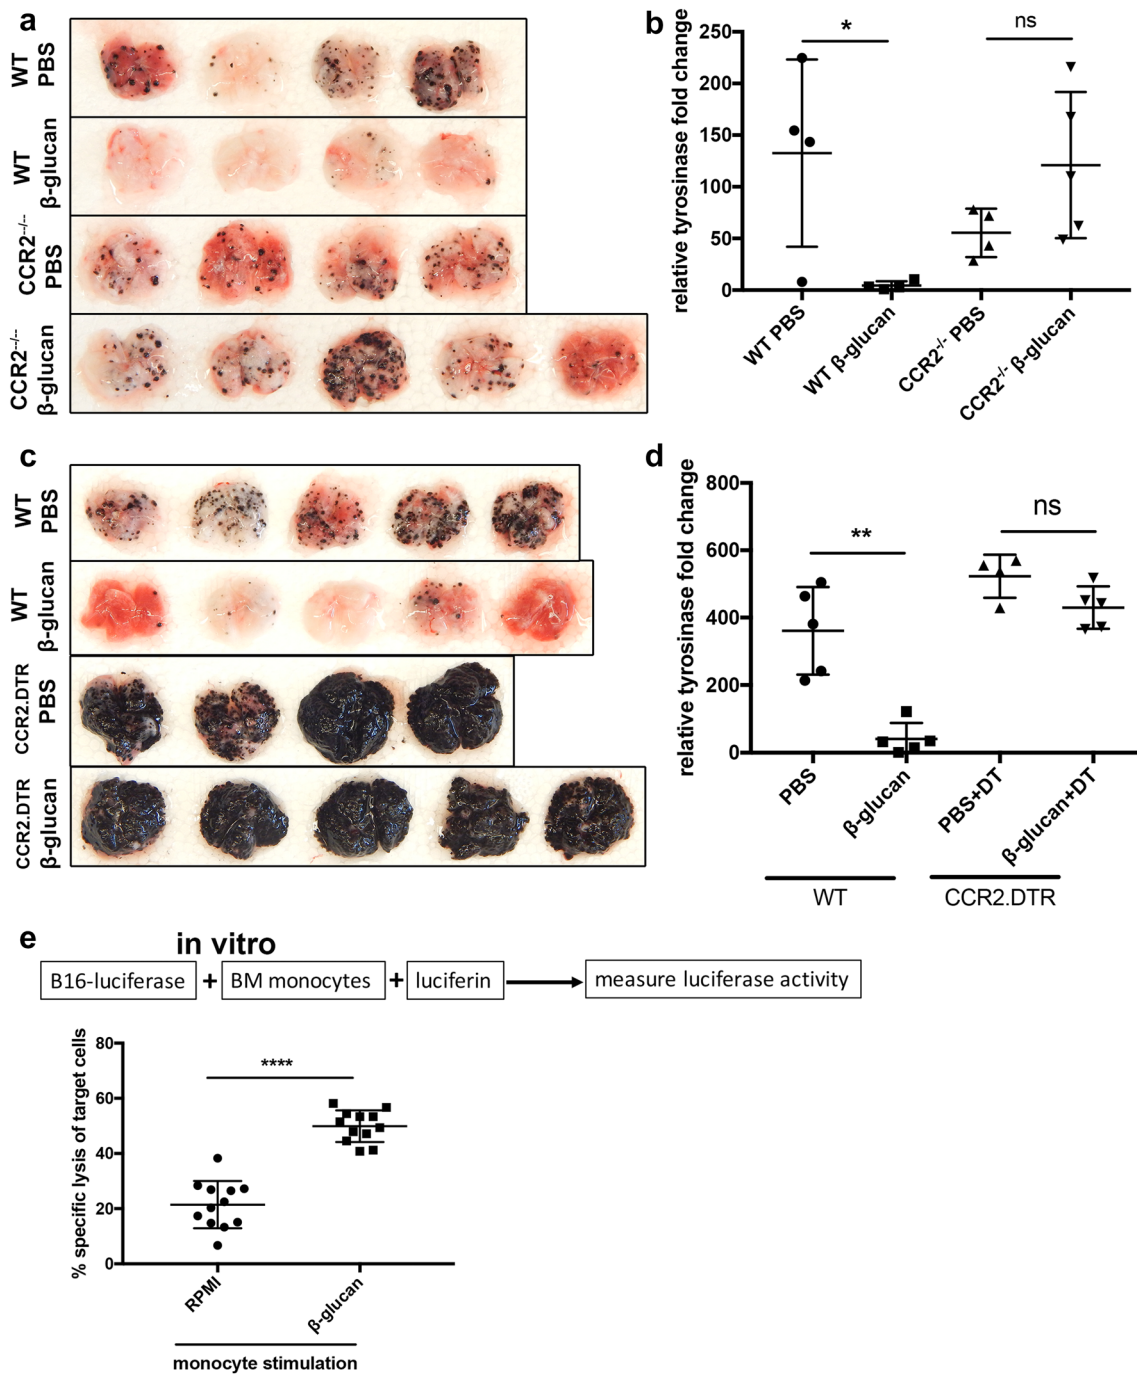 a
WT
PBS
WT
β-glucan
CCR2⁻/⁻
PBS
CCR2⁻/⁻
β-glucan
b
relative tyrosinase fold change
250
200
150
100
50
0
*
ns
WT PBS
WT β-glucan
CCR2⁻/⁻ PBS
CCR2⁻/⁻ β-glucan
c
WT
PBS
WT
β-glucan
CCR2.DTR
PBS
CCR2.DTR
β-glucan
d
relative tyrosinase fold change
800
600
400
200
0
**
ns
PBS
β-glucan
PBS+DT
β-glucan+DT
WT
CCR2.DTR
e
in vitro
B16-luciferase + BM monocytes + luciferin measure luciferase activity
% specific lysis of target cells
80
60
40
20
0
****
RPMI
β-glucan
monocyte stimulation